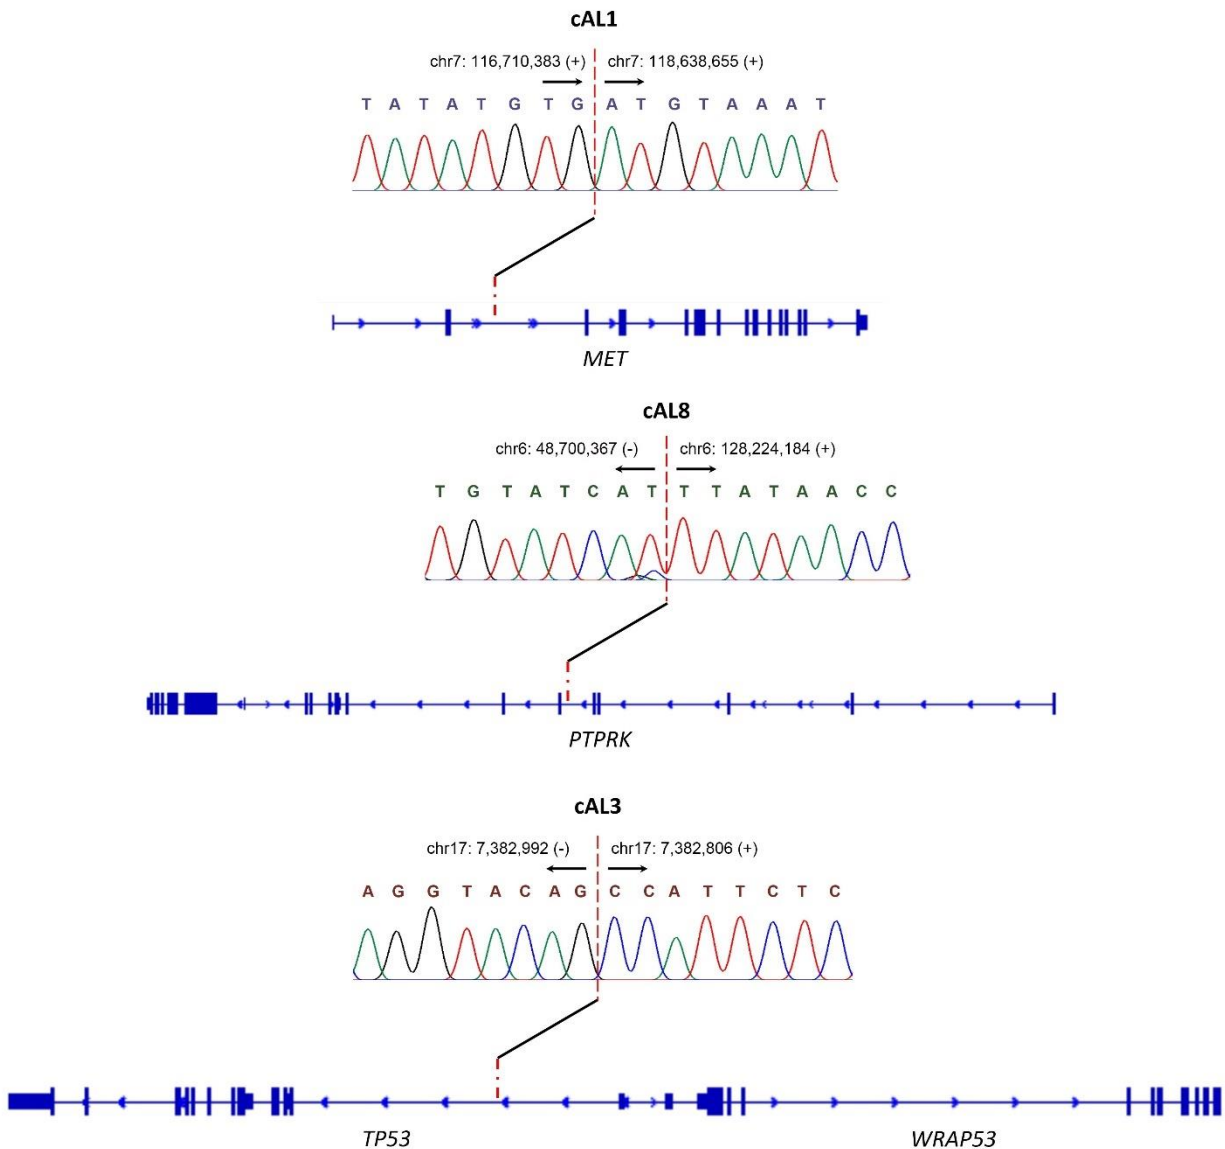 cAL1
chr7: 116,710,383 (+) chr7: 118,638,655 (+)
T A T A T G T G A T G T A A A T
MET
cAL8
chr6: 48,700,367 (-) chr6: 128,224,184 (+)
T G T A T C A T T T A T A A C C
PTPRK
cAL3
chr17: 7,382,992 (-) chr17: 7,382,806 (+)
A G G T A C A G C C A T T C T C
TP53 WRAP53